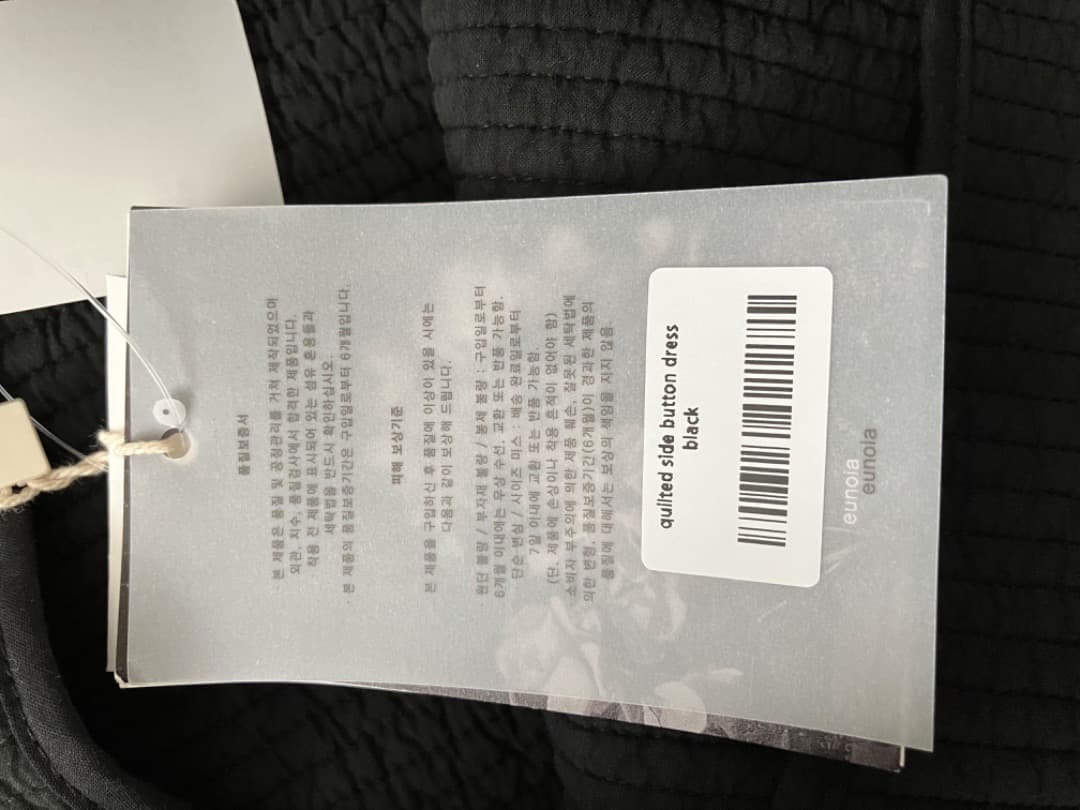 품질보증서
본 제품은 품질 및 공정관리를 거쳐 제작되었으며
외관, 치수, 품질검사에서 합격한 제품입니다.
착용 전 제품에 표시되어 있는 섬유 혼용률과
세탁법을 반드시 확인하십시오.
· 본 제품의 품질보증기간은 구입일로부터 6개월입니다.
피해 보상기준
본 제품을 구입하신 후 품질에 이상이 있을 시에는
다음과 같이 보상해 드립니다.
원단 불량 / 부자재 불량 / 봉제 불량 : 구입일로부터
6개월 이내에는 무상 수선, 교환 또는 반품 가능함.
단순 변심 / 사이즈 미스 : 배송 완료일로부터
7일 이내에 교환 또는 반품 가능함.
(단, 제품에 손상이나 착용 흔적이 없어야 함)
소비자 부주의에 의한 제품 훼손, 잘못된 세탁법에
의한 변형, 품질보증기간(6개월)이 경과한 제품의
품질에 대해서는 보상의 책임을 지지 않음.
quilted side button dress
black
eunoia
eunoia